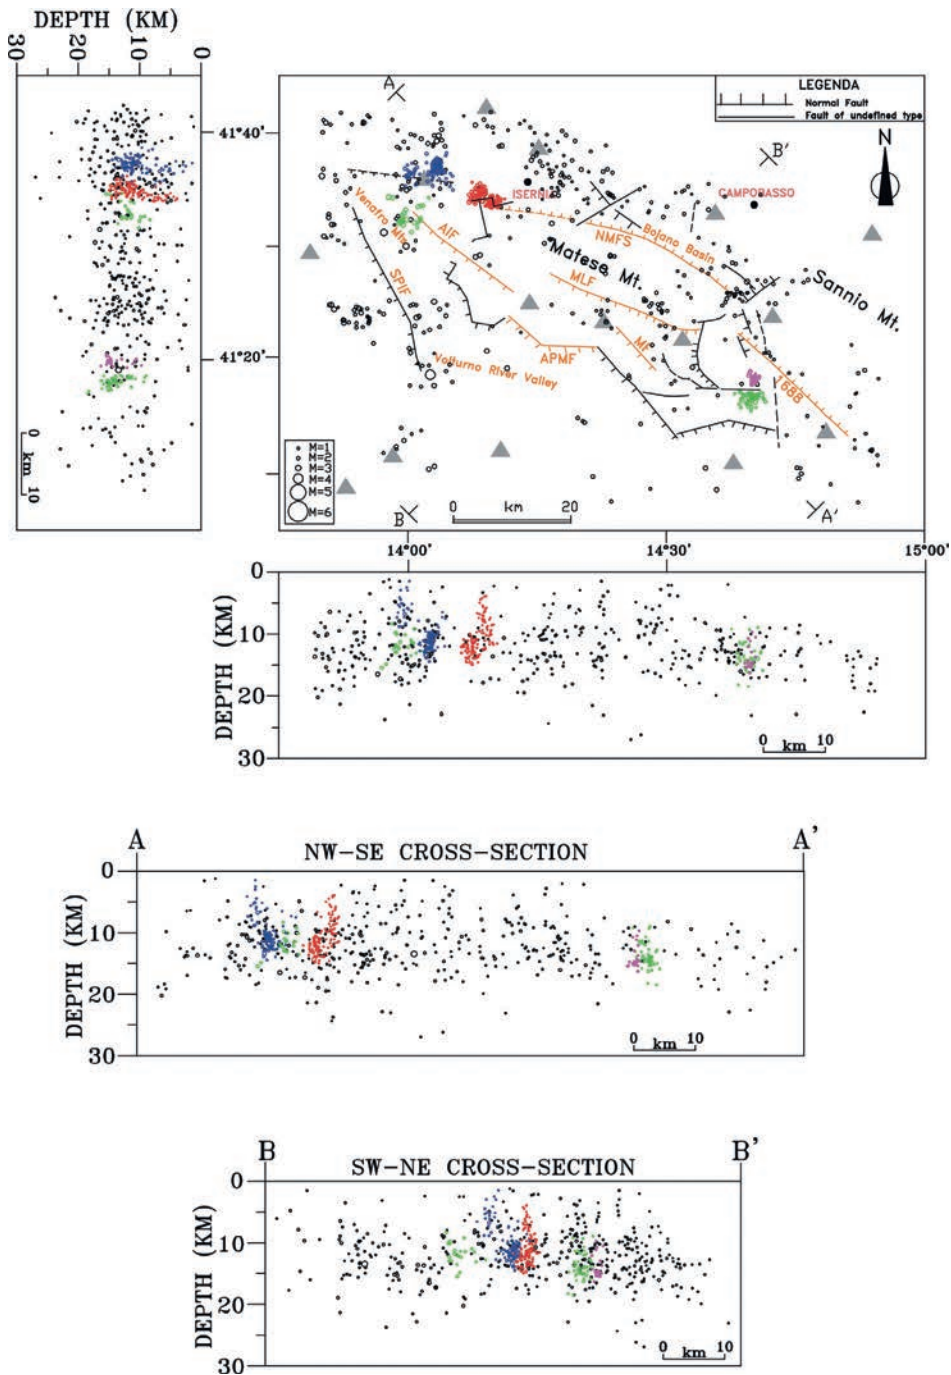 DEPTH (KM)
30
20
10
0
0
km
10
LEGENDA
Normal Fault
Fault of undefined type
A
B'
N
41°40'
41°20'
ISERNIA
CAMPOBASSO
Venafro Mt.
AIF
NMFS
Bojano Basin
Matese Mt.
MLF
Sannio Mt.
SPIF
MF
APMF
Volturno River Valley
1688
M=1
M=2
M=3
M=4
M=5
M=6
B
0 km 20
A'
14°00'
14°30'
15°00'
DEPTH (KM)
0
10
20
30
0 km 10
A
A'
NW-SE CROSS-SECTION
DEPTH (KM)
0
10
20
30
0 km 10
B
B'
SW-NE CROSS-SECTION
DEPTH (KM)
0
10
20
30
0 km 10